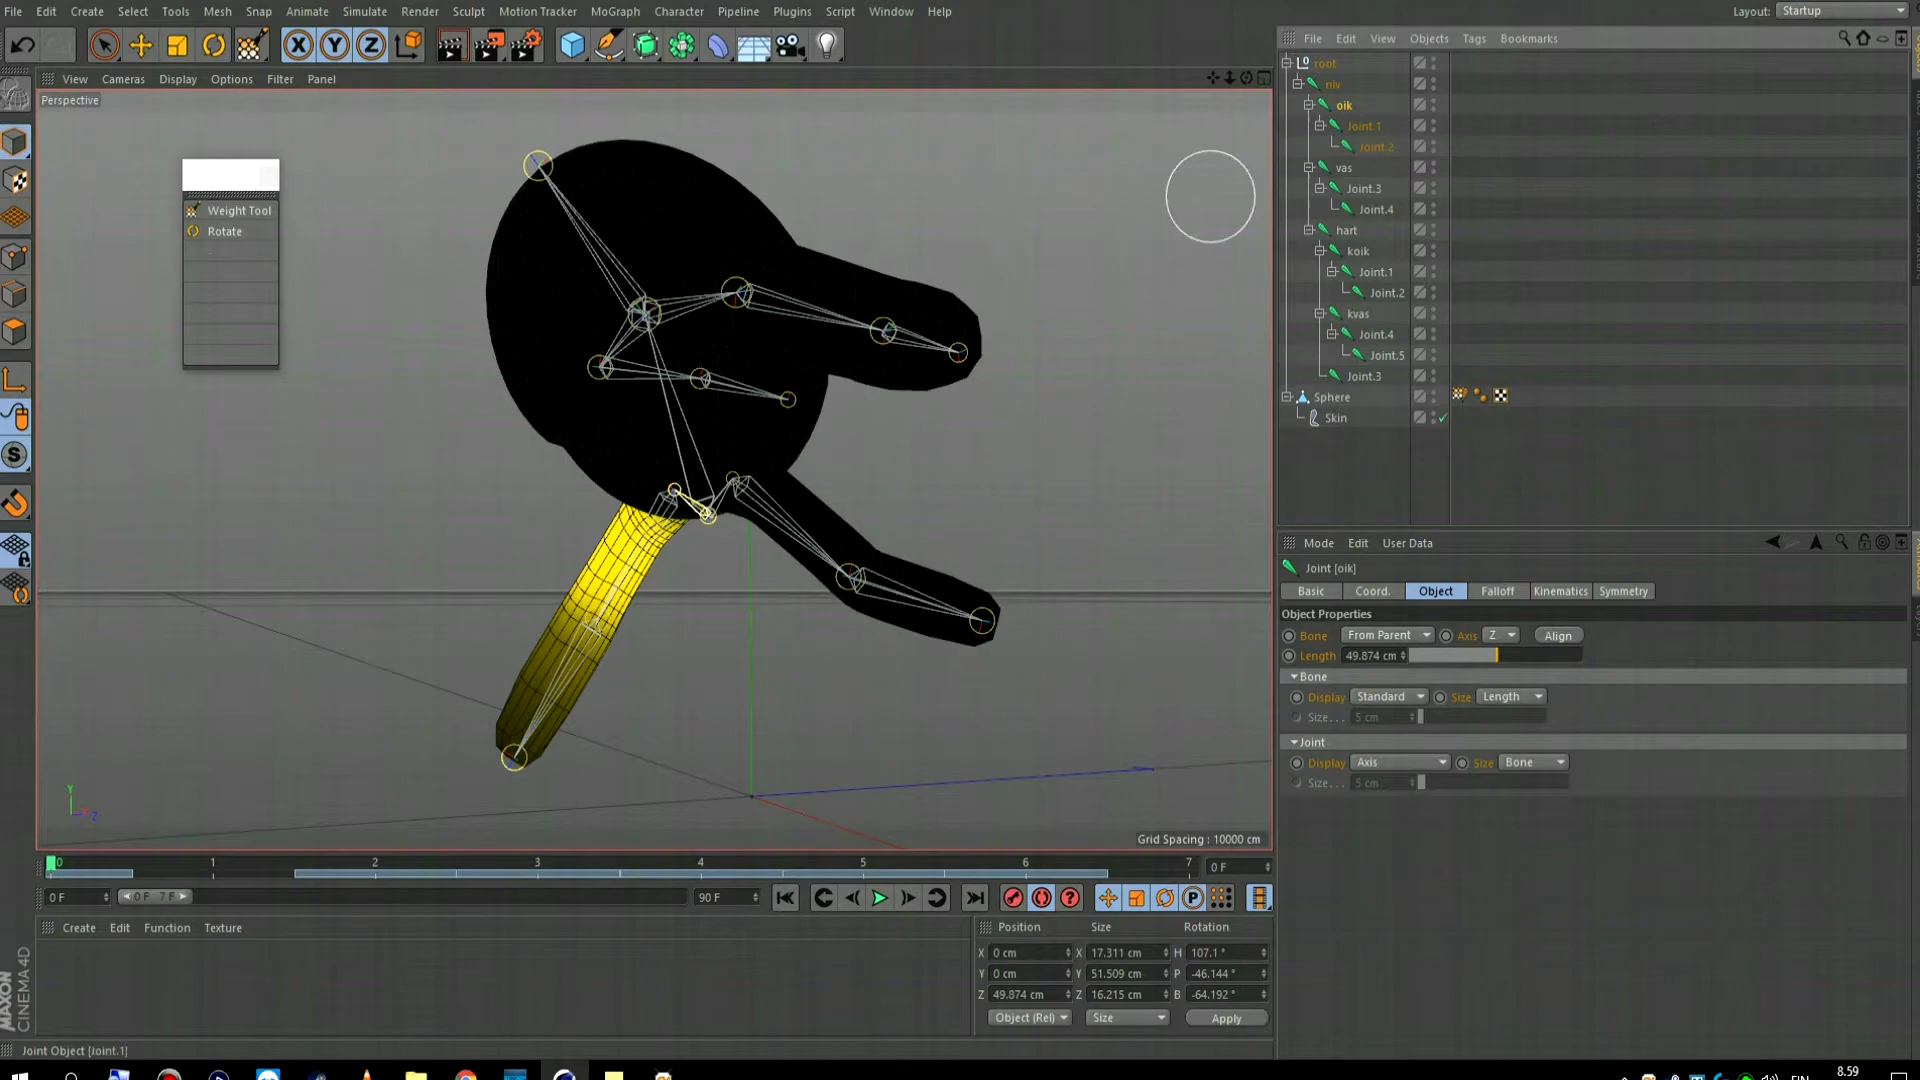 File Edit Create Select Tools Mesh Snap Animate Simulate Render Sculpt Motion Tracker MoGraph Character Pipeline Plugins Script Window Help Layout: Startup
X Y Z
File Edit View Objects Tags Bookmarks
View Cameras Display Options Filter Panel
Perspective
root
niv
oik
Joint.1
Joint.2
vas
Joint.3
Joint.4
hart
koik
Joint.1
Joint.2
kvas
Joint.4
Joint.5
Joint.3
Sphere
Skin
Weight Tool
Rotate
S
Mode Edit User Data
Joint [oik]
Basic Coord. Object Falloff Kinematics Symmetry
Object Properties
Bone From Parent Axis Z Align
Length 49.874 cm
Bone
Display Standard Size Length
Size... 5 cm
Joint
Display Axis Size Bone
Size... 5 cm
Y
Z
Grid Spacing : 10000 cm
0 1 2 3 4 5 6 7 0 F
0 F 0 F 7 F 90 F ? P
Create Edit Function Texture
Position Size Rotation
X 0 cm X 17.311 cm H 107.1 °
Y 0 cm Y 51.509 cm P -46.144 °
Z 49.874 cm Z 16.215 cm B -64.192 °
Object (Rel) Size Apply
MAXON
CINEMA 4D
Joint Object [Joint.1]
8.59